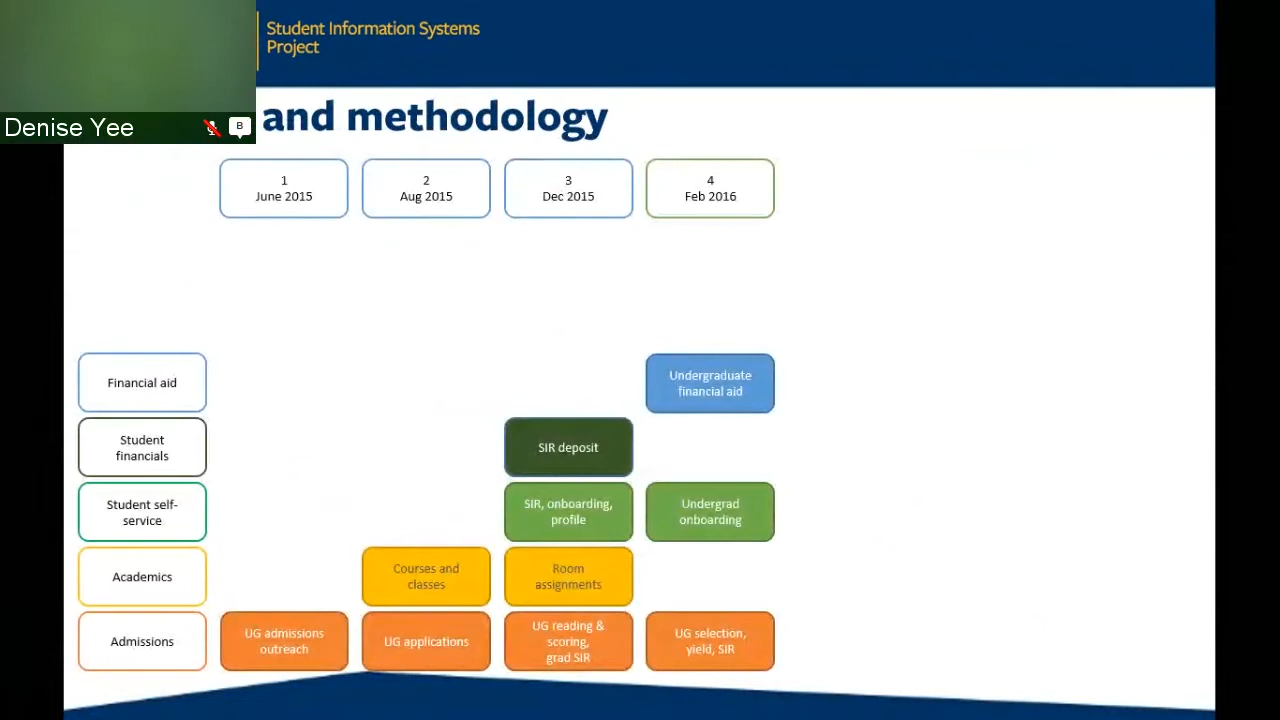 Student Information Systems
Project
Denise Yee
B
and methodology
1
June 2015
2
Aug 2015
3
Dec 2015
4
Feb 2016
Financial aid
Undergraduate
financial aid
Student
financials
SIR deposit
Student self-
service
SIR, onboarding,
profile
Undergrad
onboarding
Academics
Courses and
classes
Room
assignments
Admissions
UG admissions
outreach
UG applications
UG reading &
scoring,
grad SIR
UG selection,
yield, SIR